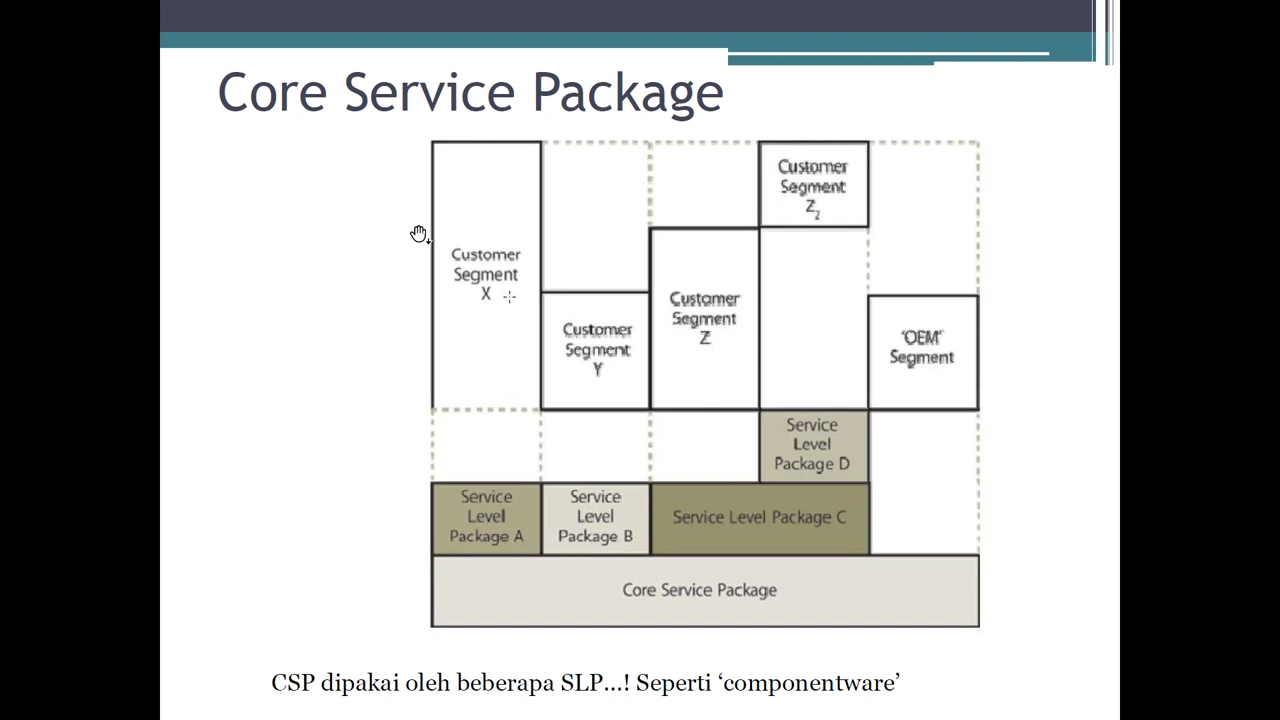 Core Service Package
Customer
Segment
Z2
Customer
Segment
X
Customer
Segment
Z
Customer
Segment
Y
'OEM'
Segment
Service
Level
Package D
Service
Level
Package A
Service
Level
Package B
Service Level Package C
Core Service Package
CSP dipakai oleh beberapa SLP...! Seperti ‘componentware’